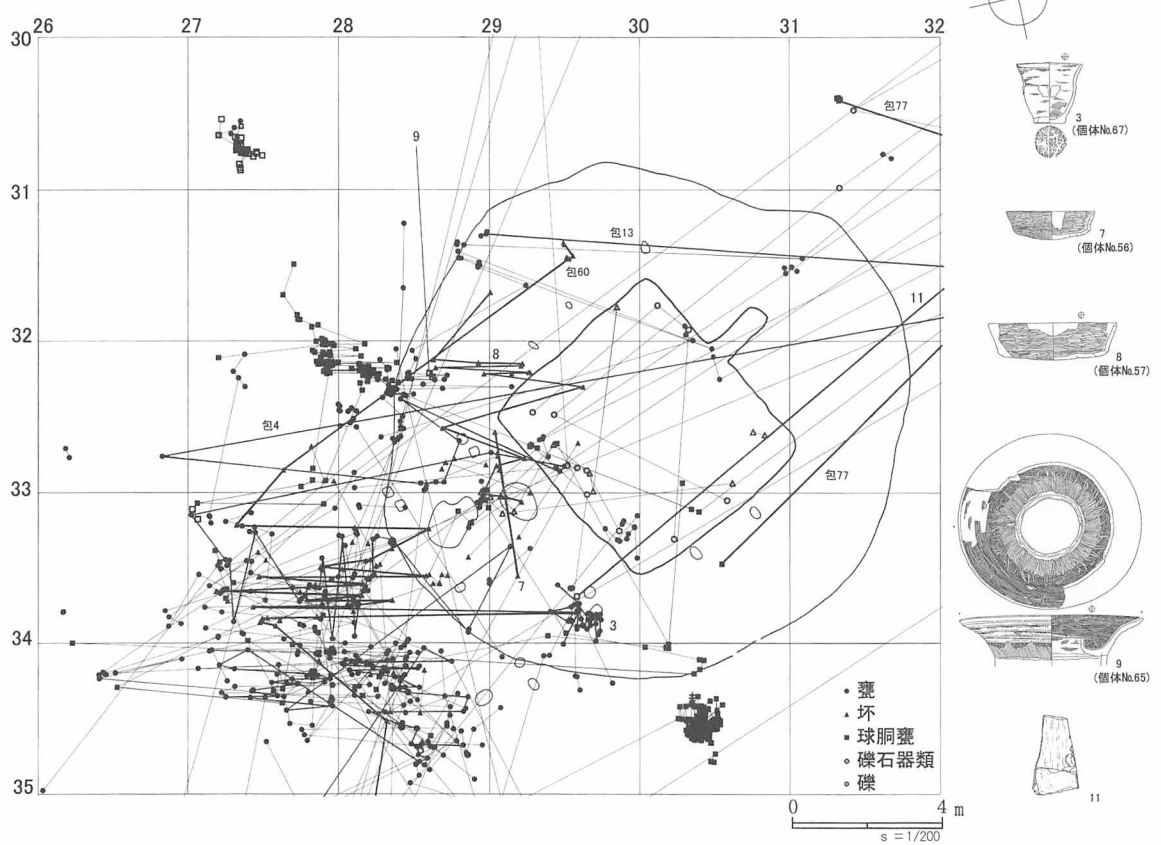 26 27 28 29 30 31 32
30
31
32
33
34
35
9
包77
包13
包60
11
8
包4
包77
7
3
甕
坏
球胴甕
礫石器類
礫
0 4 m
s = 1/200
3
(個体No.67)
7
(個体No.56)
8
(個体No.57)
9
(個体No.65)
11